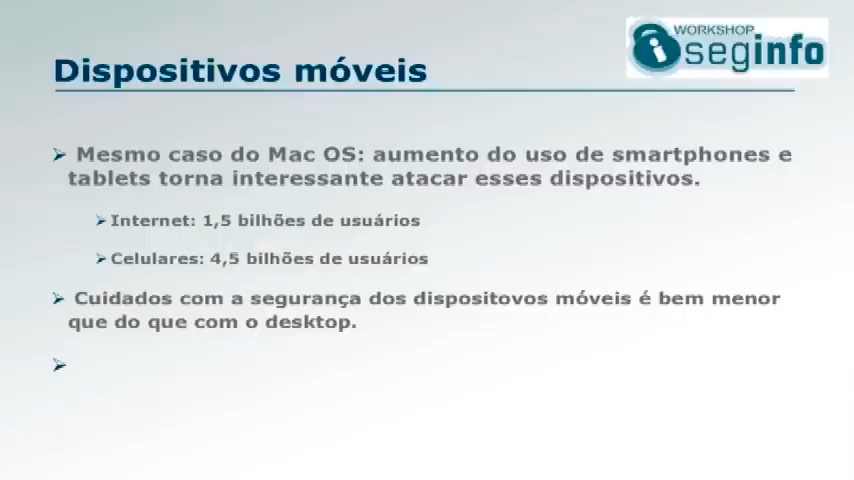 WORKSHOP
seginfo
Dispositivos móveis
Mesmo caso do Mac OS: aumento do uso de smartphones e
tablets torna interessante atacar esses dispositivos.
Internet: 1,5 bilhões de usuários
Celulares: 4,5 bilhões de usuários
Cuidados com a segurança dos dispositovos móveis é bem menor
que do que com o desktop.